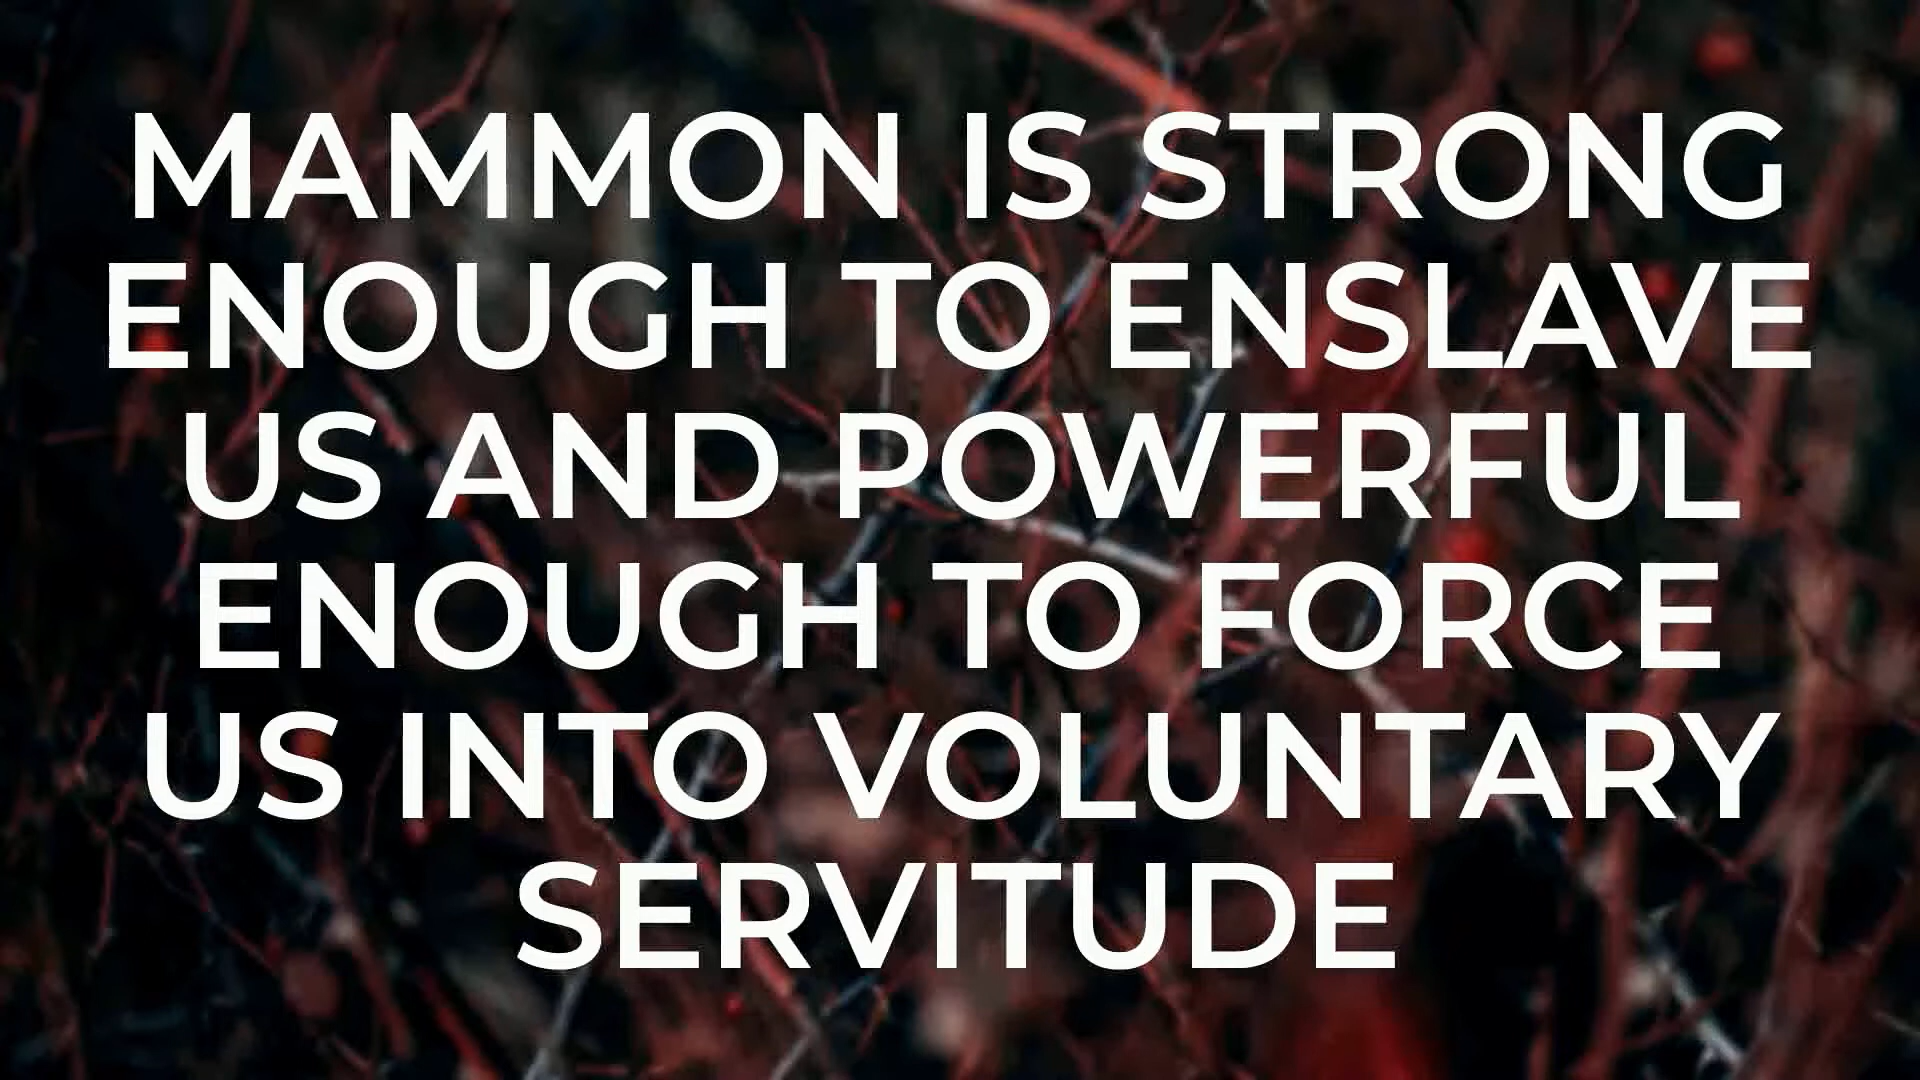 MAMMON IS STRONG
ENOUGH TO ENSLAVE
US AND POWERFUL
ENOUGH TO FORCE
US INTO VOLUNTARY
SERVITUDE